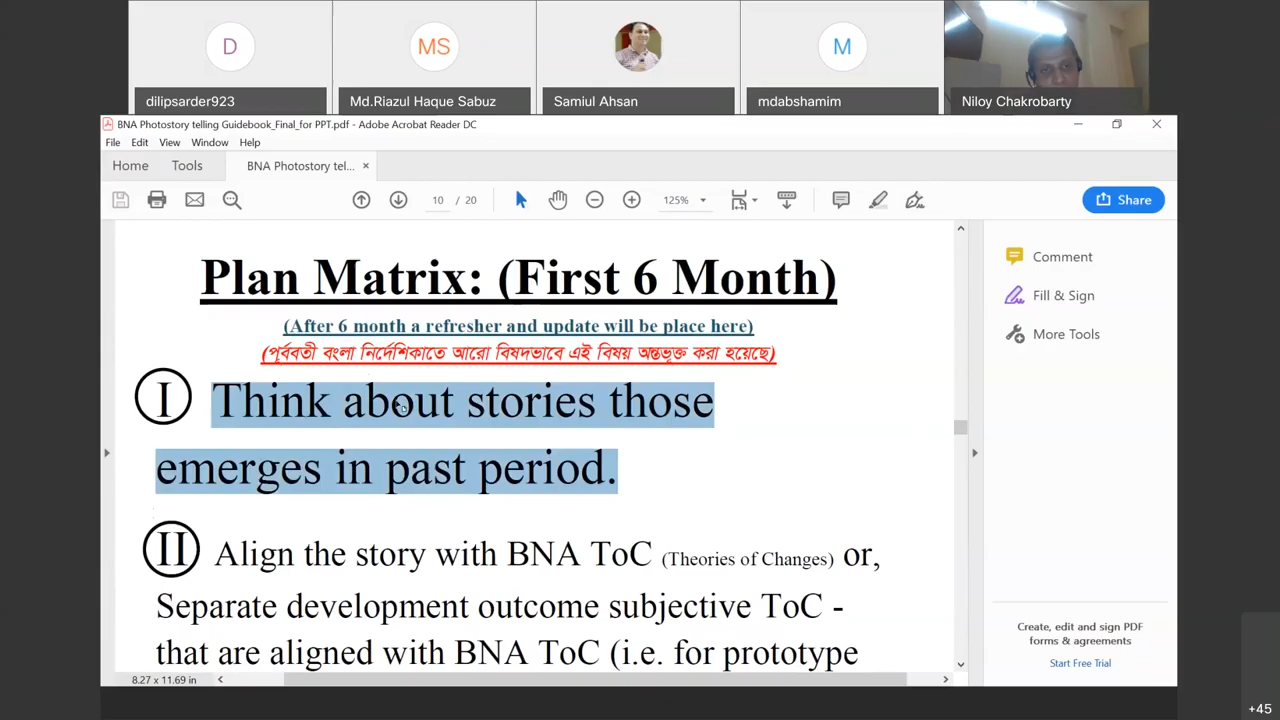 D
MS
M
dilipsarder923
Md.Riazul Haque Sabuz
Samiul Ahsan
mdabshamim
Niloy Chakrobarty
BNA Photostory telling Guidebook_Final_for PPT.pdf - Adobe Acrobat Reader DC
File Edit View Window Help
Home Tools BNA Photostory tel... ×
10 / 20 125% Share
Plan Matrix: (First 6 Month)
(After 6 month a refresher and update will be place here)
(পূর্ববর্তী বাংলা নির্দেশিকাতে আরো বিষদভাবে এই বিষয় অন্তভূক্ত করা হয়েছে)
I Think about stories those
emerges in past period.
II Align the story with BNA ToC (Theories of Changes) or,
Separate development outcome subjective ToC -
that are aligned with BNA ToC (i.e. for prototype
8.27 x 11.69 in
Comment
Fill & Sign
More Tools
Create, edit and sign PDF
forms & agreements
Start Free Trial
+45